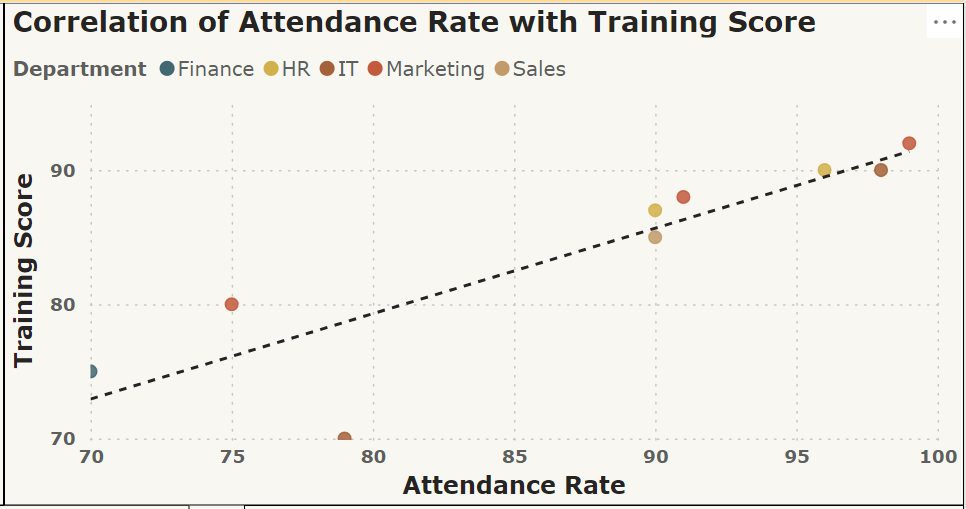 Correlation of Attendance Rate with Training Score
Department Finance HR IT Marketing Sales
Training Score
90
80
70
70 75 80 85 90 95 100
Attendance Rate